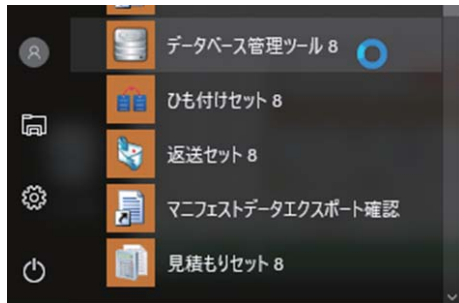 データベース管理ツール 8
ひも付けセット 8
返送セット 8
マニフェストデータエクスポート確認
見積もりセット 8